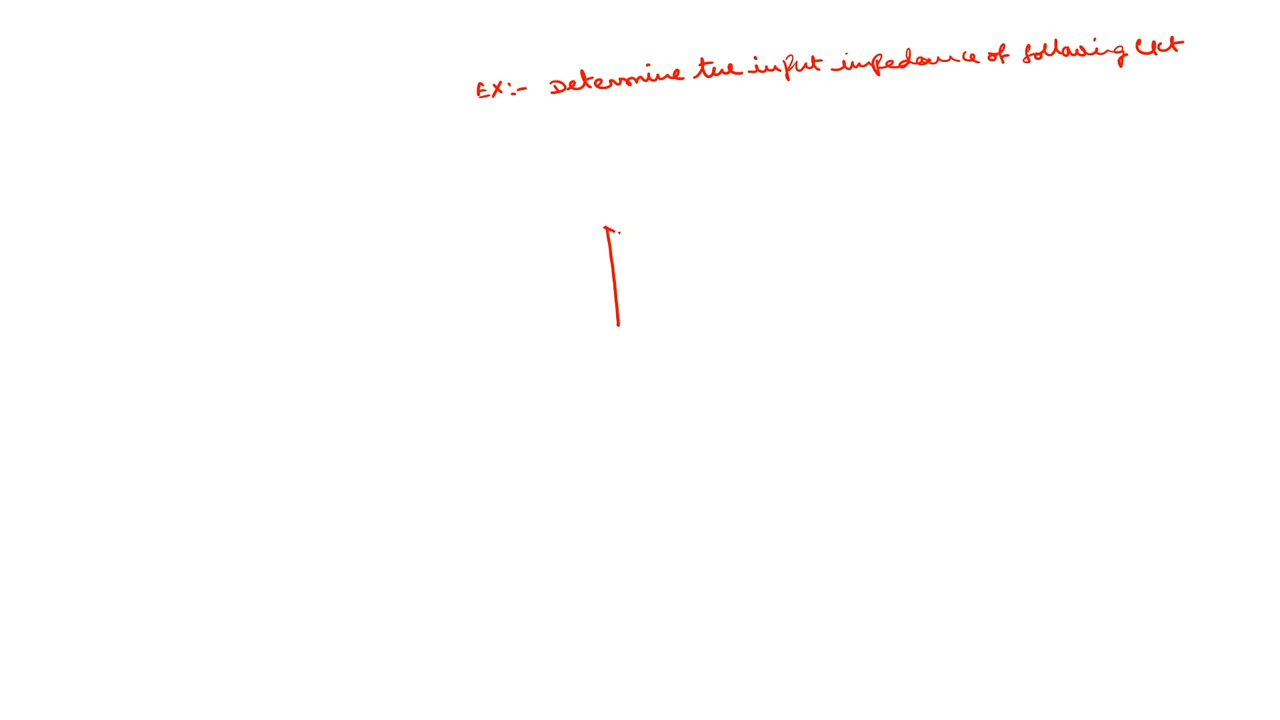 EX:- Determine the input impedance of following CKt